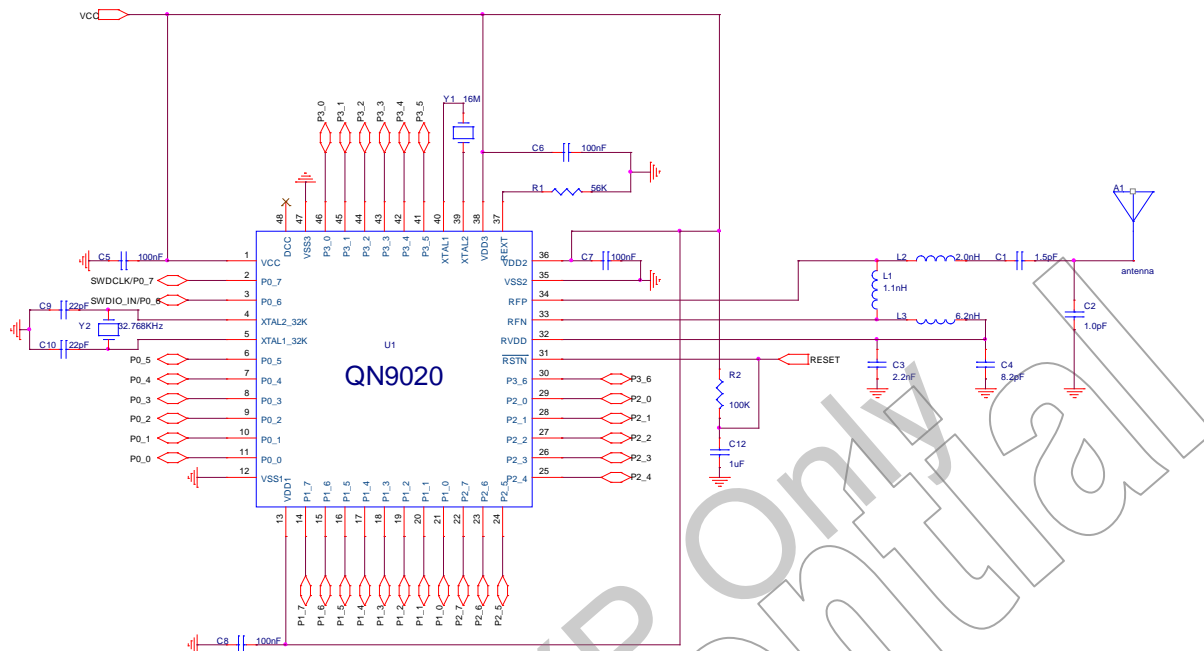 VCC
P3_0
P3_1
P3_2
P3_3
P3_4
P3_5
Y1 16M
C6 100nF
R1 56K
48 47 46 45 44 43 42 41 40 39 38 37
DCC
VSS3
P3_0
P3_1
P3_2
P3_3
P3_4
P3_5
XTAL1
XTAL2
VDD3
REXT
A1
antenna
C5 100nF
1 VCC
SWDCLK/P0_7 2 P0_7
SWDIO_IN/P0_6 3 P0_6
C9 22pF
4 XTAL2_32K
Y2 32.768KHz
5 XTAL1_32K
C10 22pF
P0_5 6 P0_5
P0_4 7 P0_4
P0_3 8 P0_3
P0_2 9 P0_2
P0_1 10 P0_1
P0_0 11 P0_0
12 VSS1
U1
QN9020
VDD2 36
C7 100nF
VSS2 35
RFP 34
RFN 33
RVDD 32
RSTN 31 RESET
P3_6 30 P3_6
P2_0 29 P2_0
P2_1 28 P2_1
P2_2 27 P2_2
P2_3 26 P2_3
P2_4 25 P2_4
L2 2.0nH
C1 1.5pF
L1
1.1nH
L3 6.2nH
C2
1.0pF
C3
2.2nF
C4
8.2pF
R2
100K
C12
1uF
VDD1
P1_7
P1_6
P1_5
P1_4
P1_3
P1_2
P1_1
P1_0
P2_7
P2_6
P2_5
13 14 15 16 17 18 19 20 21 22 23 24
P1_7
P1_6
P1_5
P1_4
P1_3
P1_2
P1_1
P1_0
P2_7
P2_6
P2_5
C8 100nF
Only